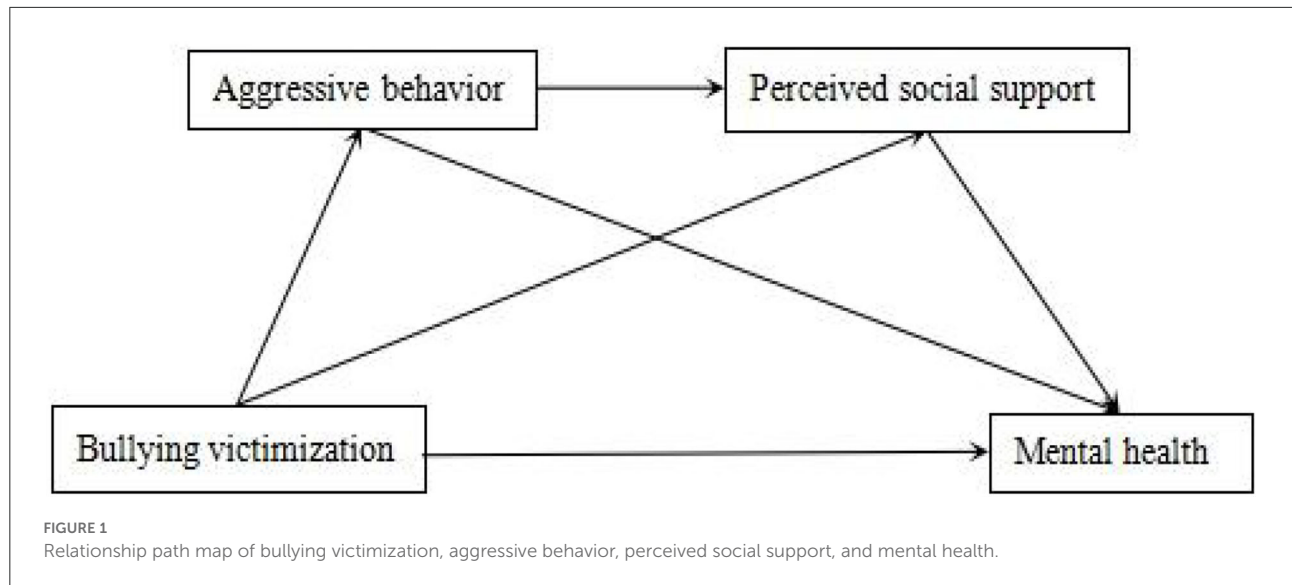 Aggressive behavior
Perceived social support
Bullying victimization
Mental health
FIGURE 1
Relationship path map of bullying victimization, aggressive behavior, perceived social support, and mental health.